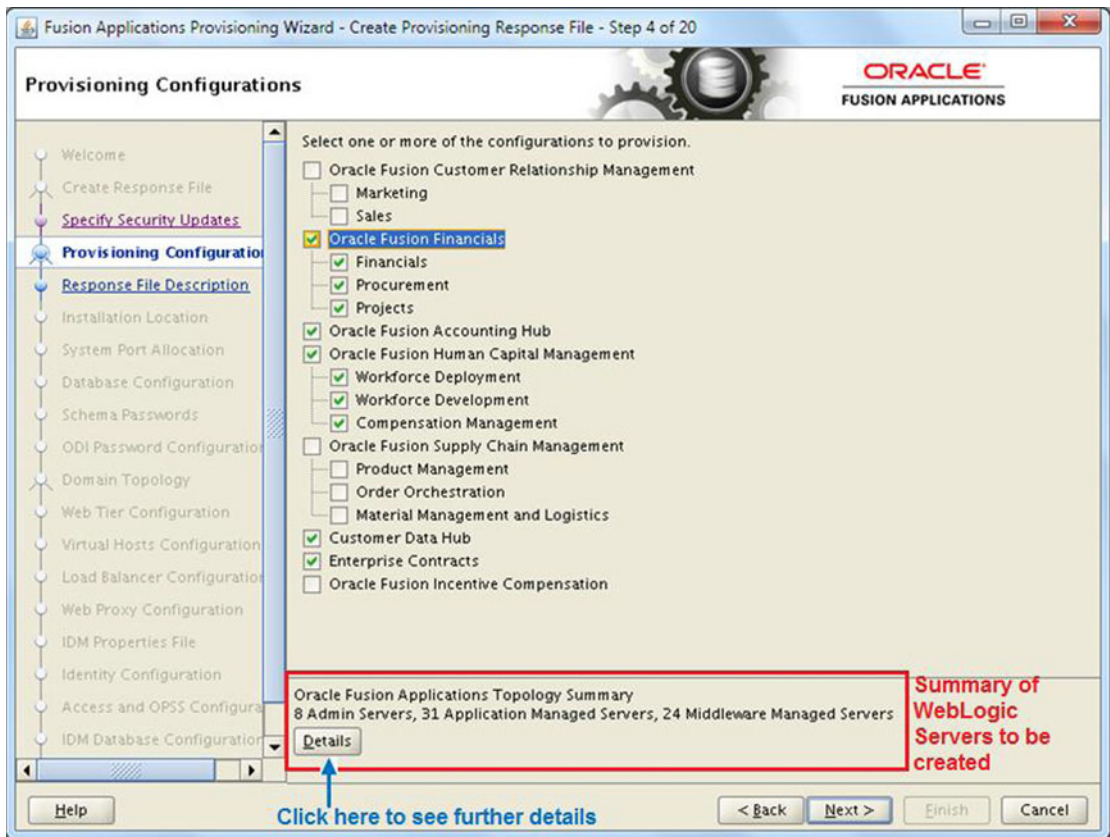 Fusion Applications Provisioning Wizard - Create Provisioning Response File - Step 4 of 20
Provisioning Configurations
ORACLE
FUSION APPLICATIONS
Welcome
Create Response File
Specify Security Updates
Provisioning Configuration
Response File Description
Installation Location
System Port Allocation
Database Configuration
Schema Passwords
ODI Password Configuration
Domain Topology
Web Tier Configuration
Virtual Hosts Configuration
Load Balancer Configuration
Web Proxy Configuration
IDM Properties File
Identity Configuration
Access and OPSS Configura
IDM Database Configuration
Select one or more of the configurations to provision.
Oracle Fusion Customer Relationship Management
Marketing
Sales
Oracle Fusion Financials
Financials
Procurement
Projects
Oracle Fusion Accounting Hub
Oracle Fusion Human Capital Management
Workforce Deployment
Workforce Development
Compensation Management
Oracle Fusion Supply Chain Management
Product Management
Order Orchestration
Material Management and Logistics
Customer Data Hub
Enterprise Contracts
Oracle Fusion Incentive Compensation
Oracle Fusion Applications Topology Summary
8 Admin Servers, 31 Application Managed Servers, 24 Middleware Managed Servers
Details
Summary of
WebLogic
Servers to be
created
Click here to see further details
Help
< Back
Next >
Finish
Cancel